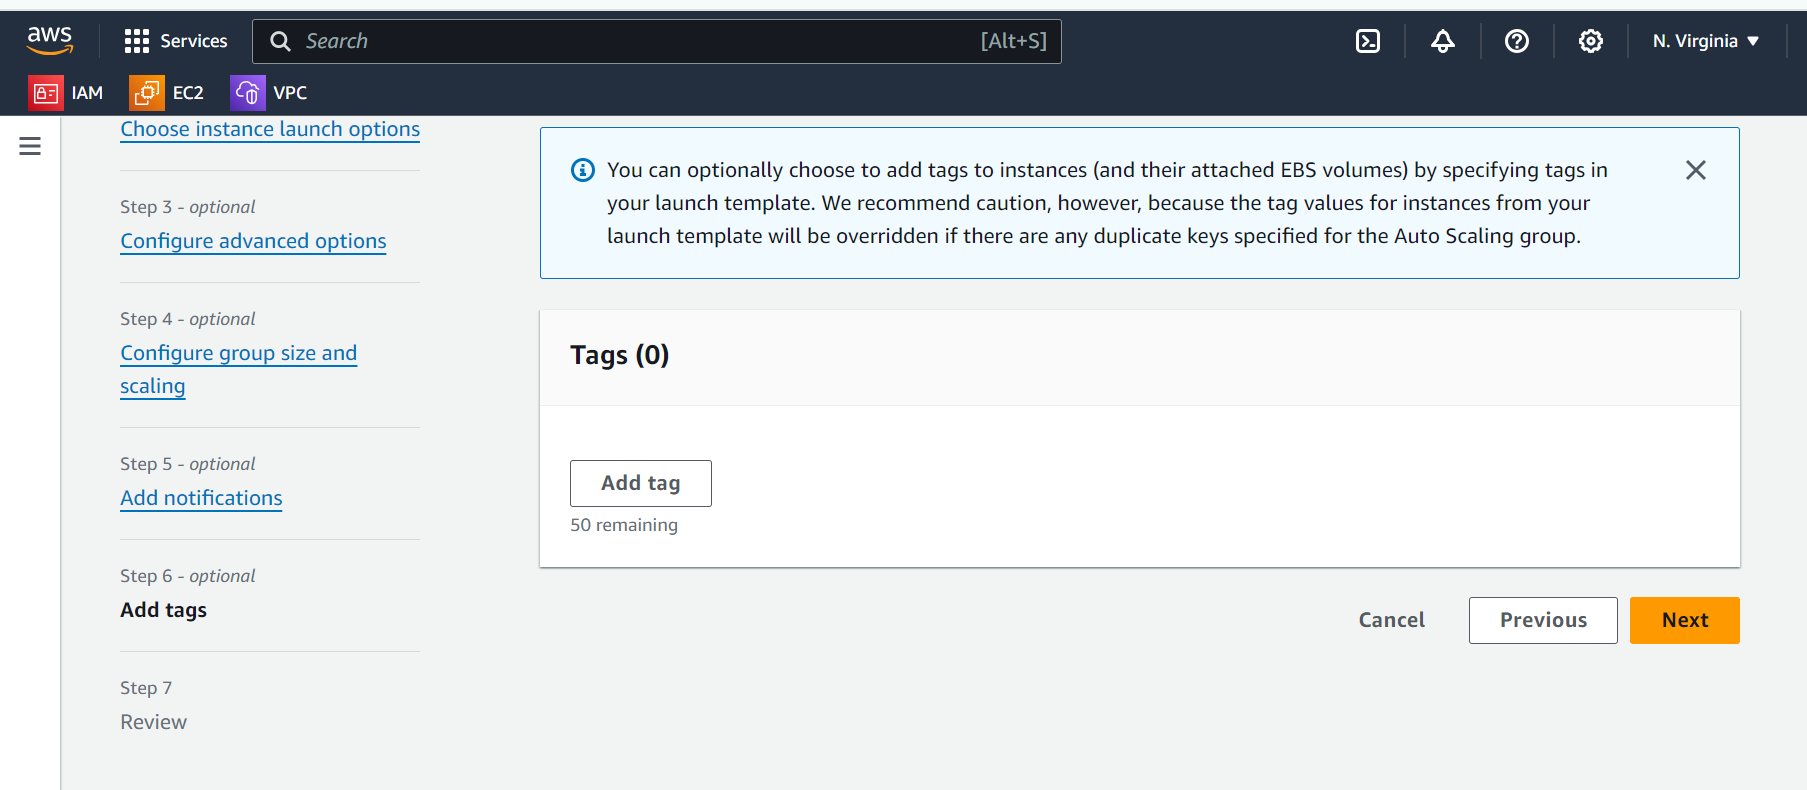 aws
Services
Search
[Alt+S]
N. Virginia
IAM
EC2
VPC
Choose instance launch options
Step 3 - optional
Configure advanced options
Step 4 - optional
Configure group size and
scaling
Step 5 - optional
Add notifications
Step 6 - optional
Add tags
Step 7
Review
You can optionally choose to add tags to instances (and their attached EBS volumes) by specifying tags in
your launch template. We recommend caution, however, because the tag values for instances from your
launch template will be overridden if there are any duplicate keys specified for the Auto Scaling group.
Tags (0)
Add tag
50 remaining
Cancel
Previous
Next